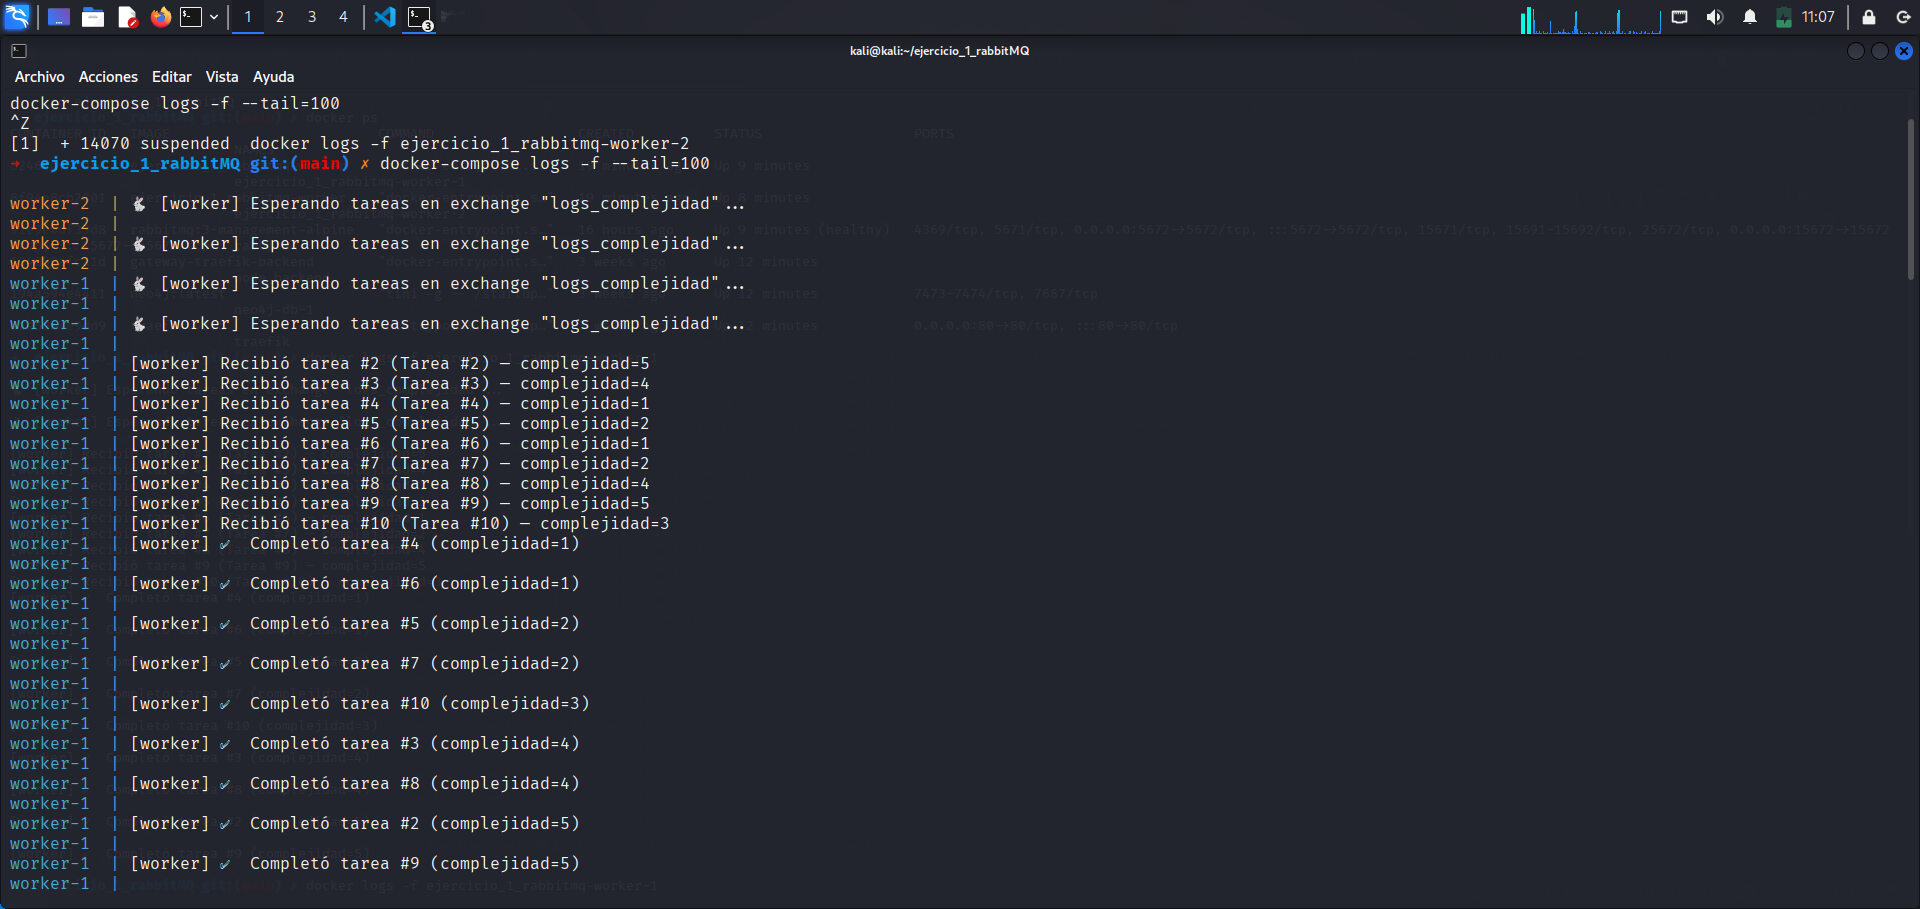 1 2 3 4 3 11:07
kali@kali:~/ejercicio_1_rabbitMQ
Archivo Acciones Editar Vista Ayuda
docker-compose logs -f --tail=100
^Z
[1]  + 14070 suspended  docker logs -f ejercicio_1_rabbitmq-worker-2
→ ejercicio_1_rabbitMQ git:(main) ✗ docker-compose logs -f --tail=100
worker-2 | 🐇 [worker] Esperando tareas en exchange "logs_complejidad"...
worker-2 |
worker-2 | 🐇 [worker] Esperando tareas en exchange "logs_complejidad"...
worker-2 |
worker-1 | 🐇 [worker] Esperando tareas en exchange "logs_complejidad"...
worker-1 |
worker-1 | 🐇 [worker] Esperando tareas en exchange "logs_complejidad"...
worker-1 |
worker-1 | [worker] Recibió tarea #2 (Tarea #2) — complejidad=5
worker-1 | [worker] Recibió tarea #3 (Tarea #3) — complejidad=4
worker-1 | [worker] Recibió tarea #4 (Tarea #4) — complejidad=1
worker-1 | [worker] Recibió tarea #5 (Tarea #5) — complejidad=2
worker-1 | [worker] Recibió tarea #6 (Tarea #6) — complejidad=1
worker-1 | [worker] Recibió tarea #7 (Tarea #7) — complejidad=2
worker-1 | [worker] Recibió tarea #8 (Tarea #8) — complejidad=4
worker-1 | [worker] Recibió tarea #9 (Tarea #9) — complejidad=5
worker-1 | [worker] Recibió tarea #10 (Tarea #10) — complejidad=3
worker-1 | [worker] ✔ Completó tarea #4 (complejidad=1)
worker-1 |
worker-1 | [worker] ✔ Completó tarea #6 (complejidad=1)
worker-1 |
worker-1 | [worker] ✔ Completó tarea #5 (complejidad=2)
worker-1 |
worker-1 | [worker] ✔ Completó tarea #7 (complejidad=2)
worker-1 |
worker-1 | [worker] ✔ Completó tarea #10 (complejidad=3)
worker-1 |
worker-1 | [worker] ✔ Completó tarea #3 (complejidad=4)
worker-1 |
worker-1 | [worker] ✔ Completó tarea #8 (complejidad=4)
worker-1 |
worker-1 | [worker] ✔ Completó tarea #2 (complejidad=5)
worker-1 |
worker-1 | [worker] ✔ Completó tarea #9 (complejidad=5)
worker-1 |